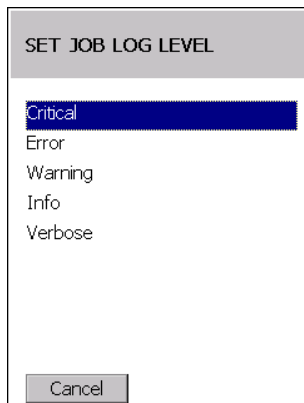 SET JOB LOG LEVEL
Critical
Error
Warning
Info
Verbose
Cancel